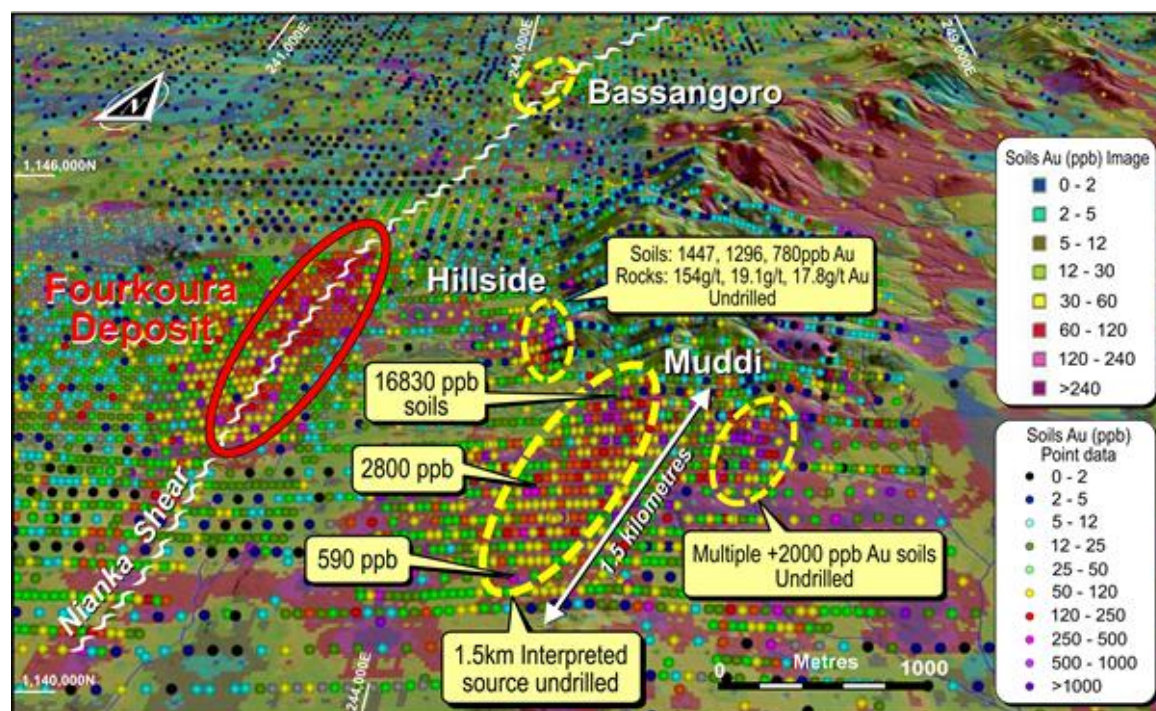 241,000E
244,000E
249,000E
N
Bassangoro
1,146,000N
Soils Au (ppb) Image
0 - 2
2 - 5
5 - 12
12 - 30
30 - 60
60 - 120
120 - 240
>240
Soils: 1447, 1296, 780ppb Au
Rocks: 154g/t, 19.1g/t, 17.8g/t Au
Undrilled
Hillside
Fourkoura
Deposit
Muddi
16830 ppb
soils
2800 ppb
590 ppb
1.5 kilometres
Multiple +2000 ppb Au soils
Undrilled
Soils Au (ppb)
Point data
0 - 2
2 - 5
5 - 12
12 - 25
25 - 50
50 - 120
120 - 250
250 - 500
500 - 1000
>1000
Nianka Shear
1.5km Interpreted
source undrilled
0 Metres 1000
1,140,000N
244,000E